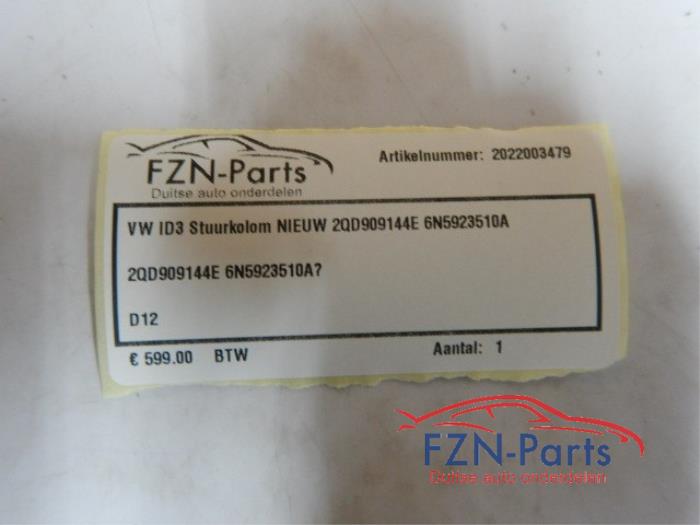 FZN-Parts
Duitse auto onderdelen
Artikelnummer: 2022003479
VW ID3 Stuurkolom NIEUW 2QD909144E 6N5923510A
2QD909144E 6N5923510A?
D12
€ 599.00 BTW
Aantal: 1
FZN-Parts
Duitse auto onderdelen